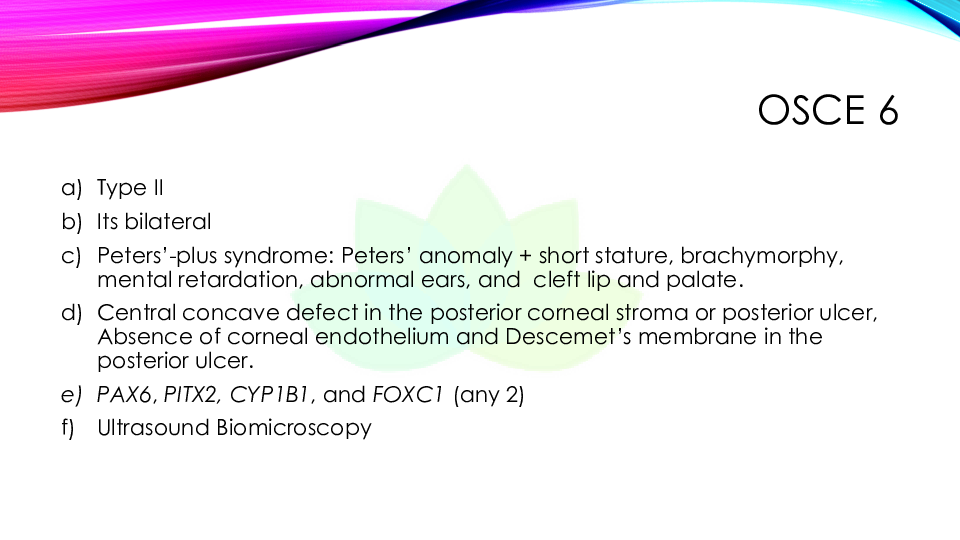 OSCE 6
a) Type II
b) Its bilateral
c) Peters’-plus syndrome: Peters’ anomaly + short stature, brachymorphy,
mental retardation, abnormal ears, and cleft lip and palate.
d) Central concave defect in the posterior corneal stroma or posterior ulcer,
Absence of corneal endothelium and Descemet’s membrane in the
posterior ulcer.
e) PAX6, PITX2, CYP1B1, and FOXC1 (any 2)
f) Ultrasound Biomicroscopy